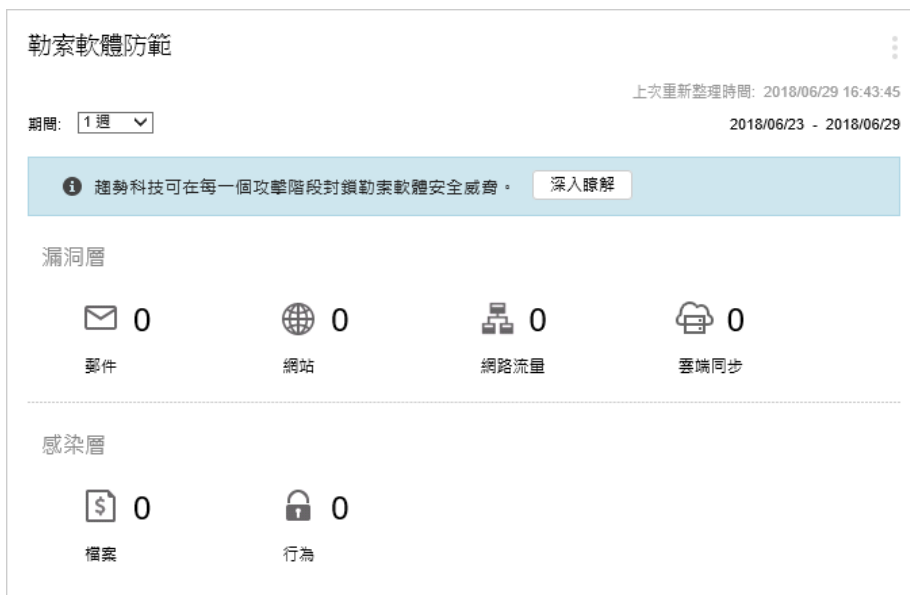 勒索軟體防範
上次重新整理時間: 2018/06/29 16:43:45
期間: 1 週 2018/06/23 - 2018/06/29
趨勢科技可在每一個攻擊階段封鎖勒索軟體安全威脅。 深入瞭解
漏洞層
0 0 0 0
郵件 網站 網路流量 雲端同步
感染層
0 0
檔案 行為